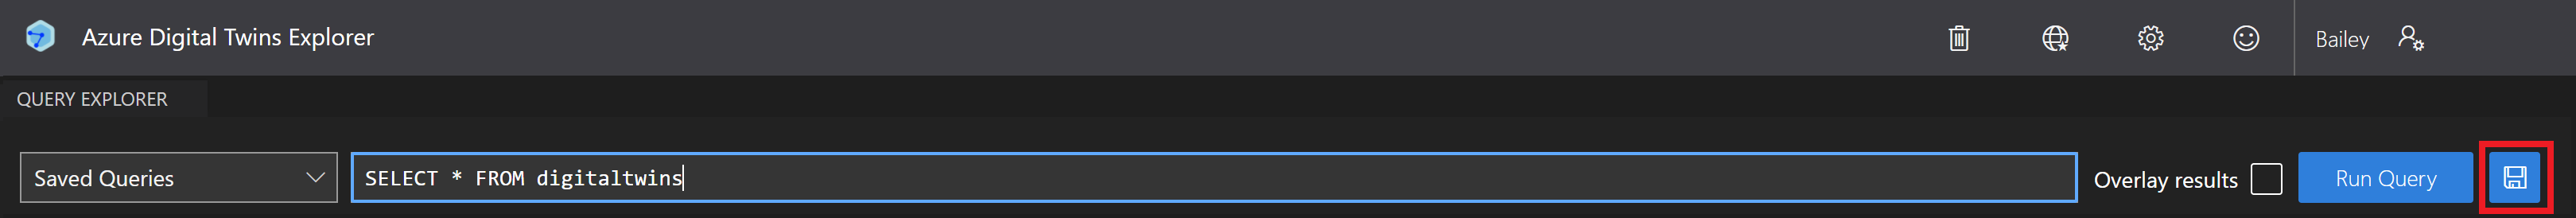 Azure Digital Twins Explorer
Bailey
QUERY EXPLORER
Saved Queries
SELECT * FROM digitaltwins
Overlay results
Run Query